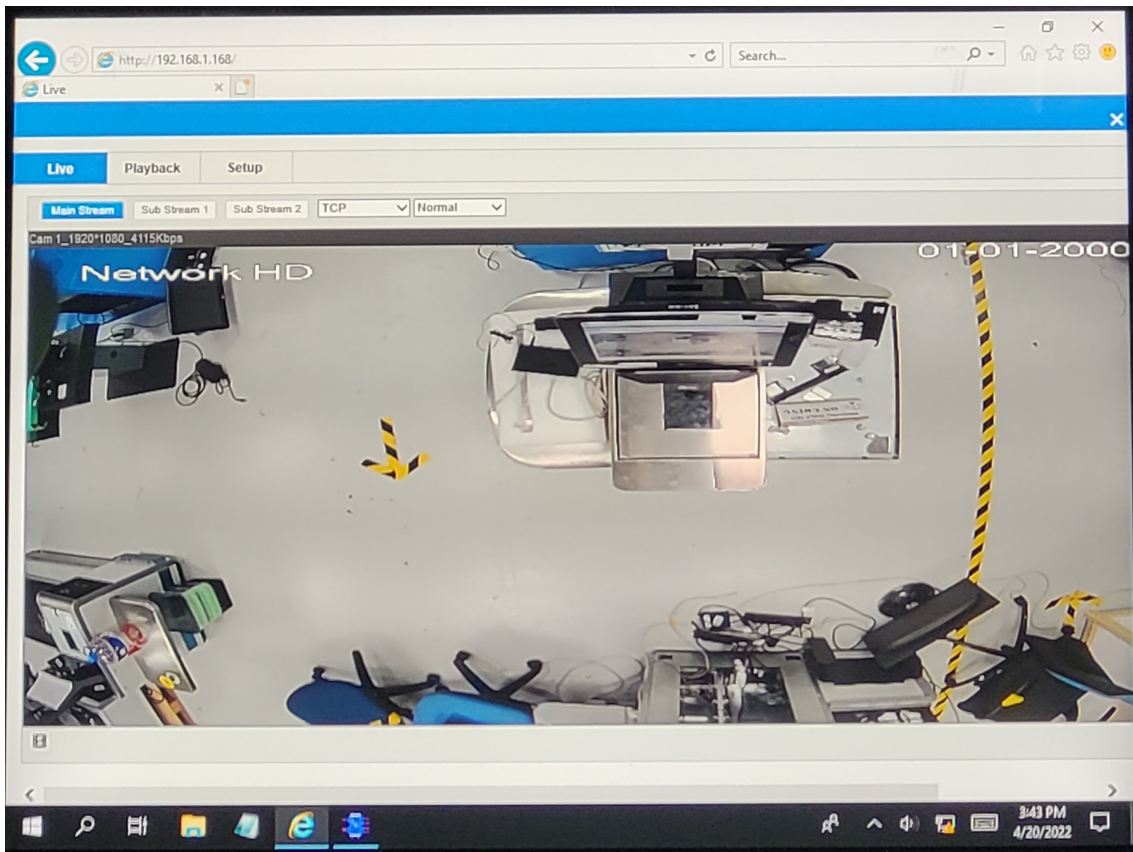 http://192.168.1.168/
Search...
Live
Live
Playback
Setup
Main Stream
Sub Stream 1
Sub Stream 2
TCP
Normal
Cam 1_1920*1080_4115Kbps
Network HD
01-01-2000
3:43 PM
4/20/2022